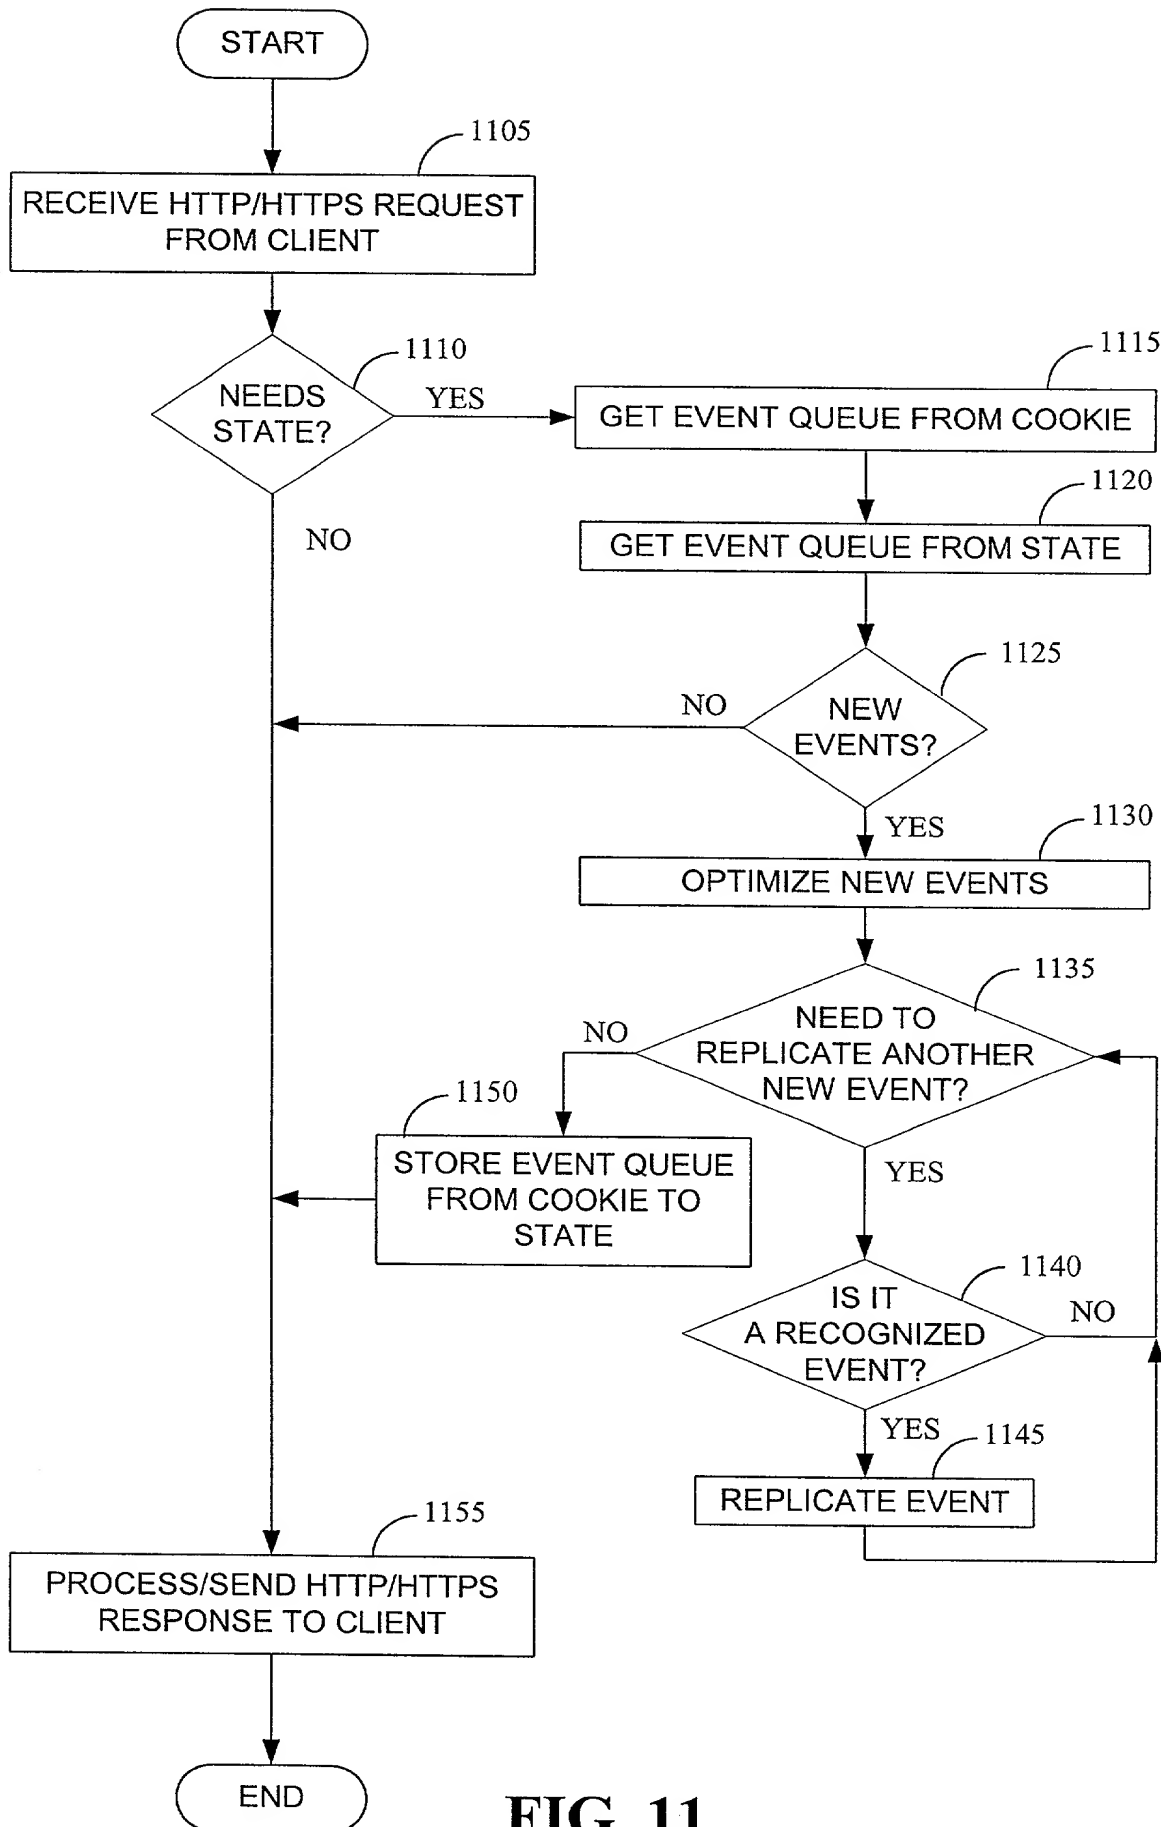 START
1105
RECEIVE HTTP/HTTPS REQUEST
FROM CLIENT
1110
NEEDS
STATE?
YES
NO
1115
GET EVENT QUEUE FROM COOKIE
1120
GET EVENT QUEUE FROM STATE
1125
NEW
EVENTS?
NO
YES
1130
OPTIMIZE NEW EVENTS
1135
NEED TO
REPLICATE ANOTHER
NEW EVENT?
NO
YES
1150
STORE EVENT QUEUE
FROM COOKIE TO
STATE
1140
IS IT
A RECOGNIZED
EVENT?
NO
YES
1145
REPLICATE EVENT
1155
PROCESS/SEND HTTP/HTTPS
RESPONSE TO CLIENT
END
FIG. 11